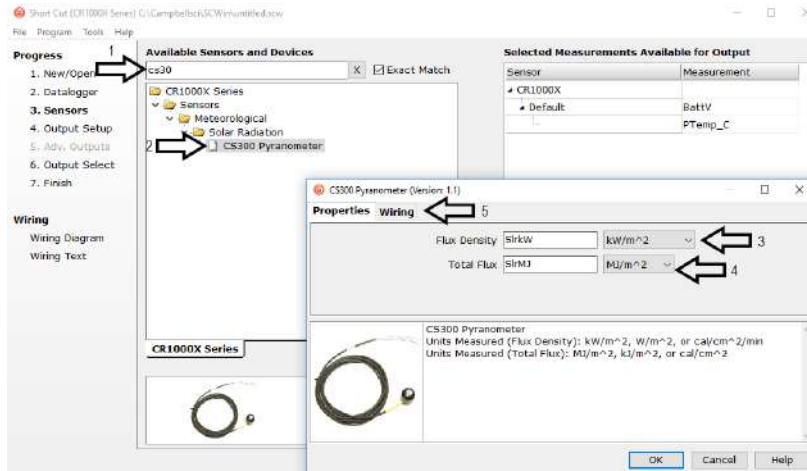 Short Cut (CR1000X Series) C:\Campbellsci\SCWin\untitled.scw
File Program Tools Help
Progress
1
1. New/Open
2. Datalogger
3. Sensors
4. Output Setup
5. Adv. Outputs
6. Output Select
7. Finish
Wiring
Wiring Diagram
Wiring Text
Available Sensors and Devices
cs30 X Exact Match
CR1000X Series
Sensors
Meteorological
Solar Radiation
2 CS300 Pyranometer
CR1000X Series
Selected Measurements Available for Output
Sensor Measurement
CR1000X
Default BattV
PTemp_C
CS300 Pyranometer (Version: 1.1)
Properties Wiring 5
Flux Density SlrkW kW/m^2 3
Total Flux SlrMJ MJ/m^2 4
CS300 Pyranometer
Units Measured (Flux Density): kW/m^2, W/m^2, or cal/cm^2/min
Units Measured (Total Flux): MJ/m^2, kJ/m^2, or cal/cm^2
OK Cancel Help